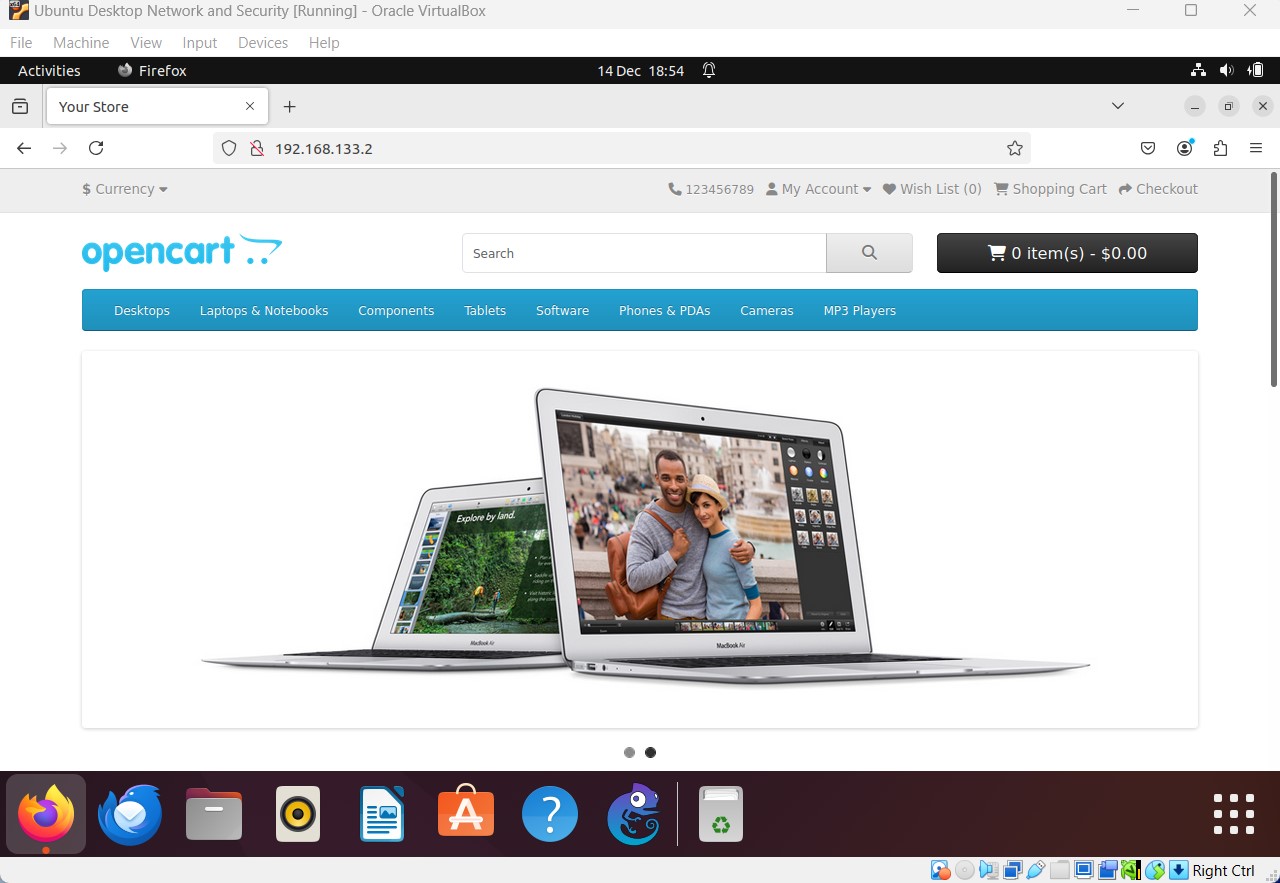 Ubuntu Desktop Network and Security [Running] - Oracle VirtualBox
File Machine View Input Devices Help
Activities Firefox 14 Dec 18:54
Your Store
192.168.133.2
$ Currency 123456789 My Account Wish List (0) Shopping Cart Checkout
opencart Search 0 item(s) - $0.00
Desktops Laptops & Notebooks Components Tablets Software Phones & PDAs Cameras MP3 Players
Explore by land.
MacBook Air
MacBook Air
Right Ctrl